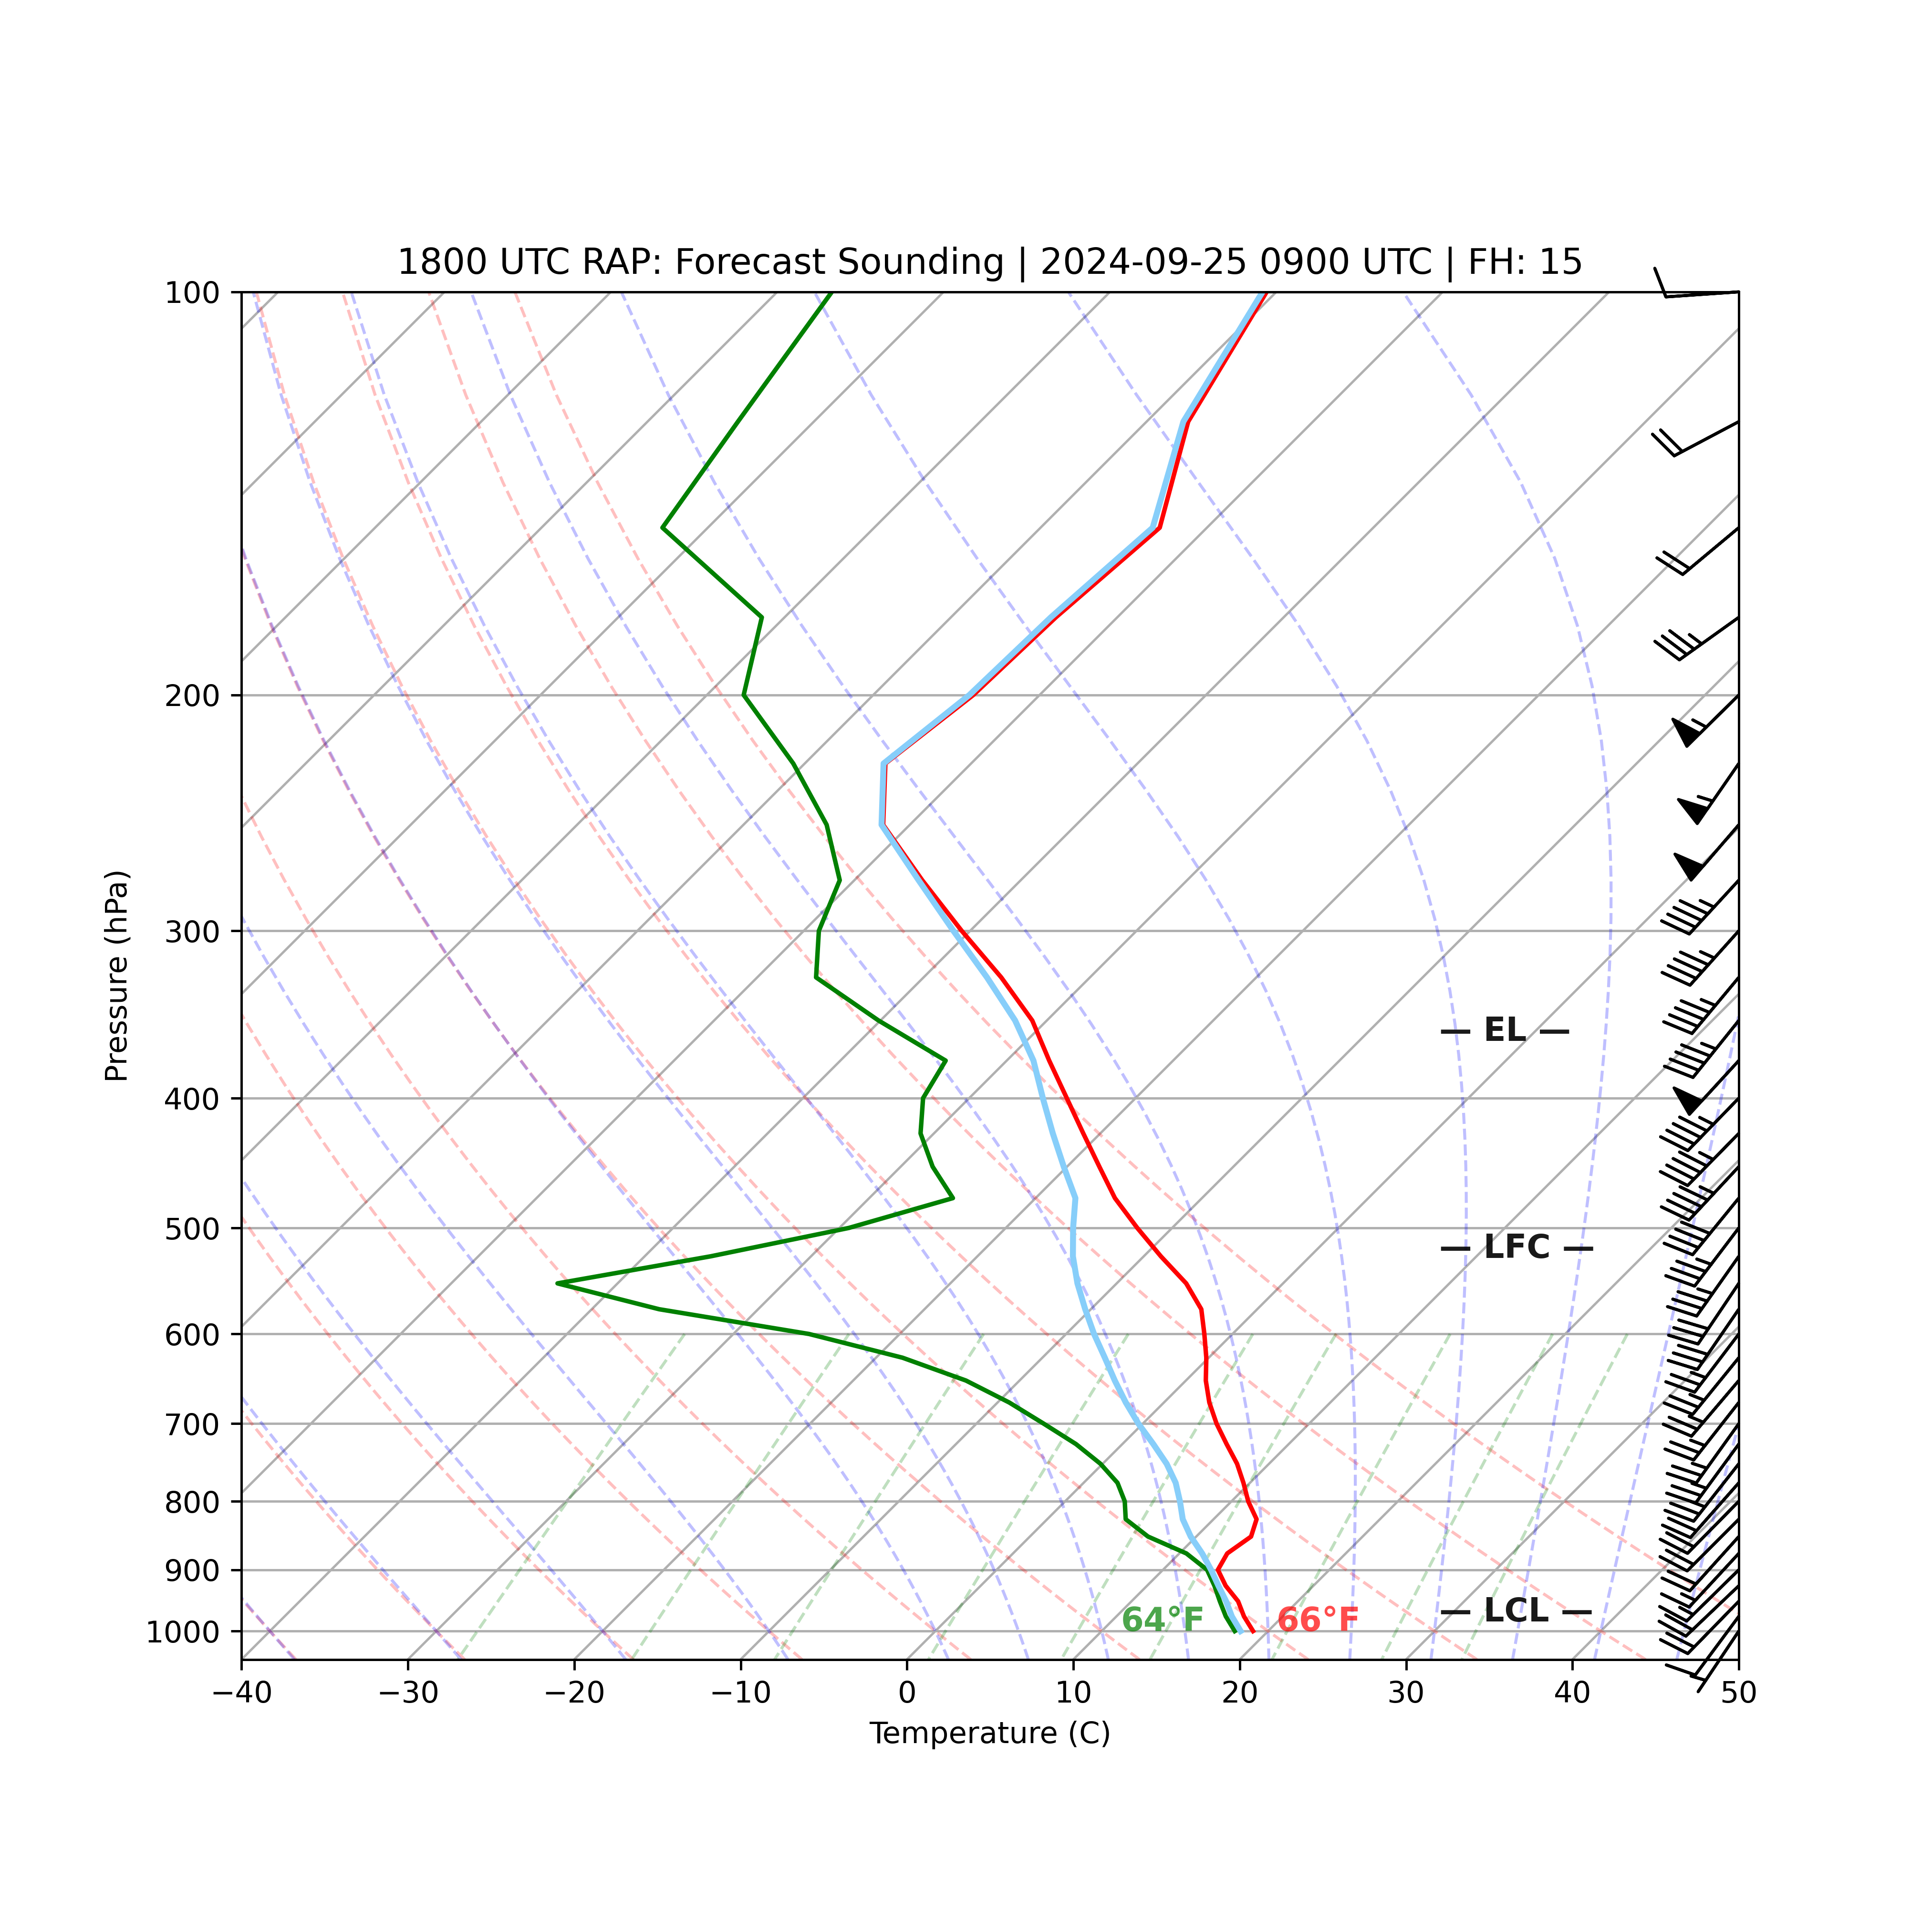 1800 UTC RAP: Forecast Sounding | 2024-09-25 0900 UTC | FH: 15
100
200
300
400
500
600
700
800
900
1000
Pressure (hPa)
— EL —
— LFC —
— LCL —
64°F 66°F
−40 −30 −20 −10 0 10 20 30 40 50
Temperature (C)